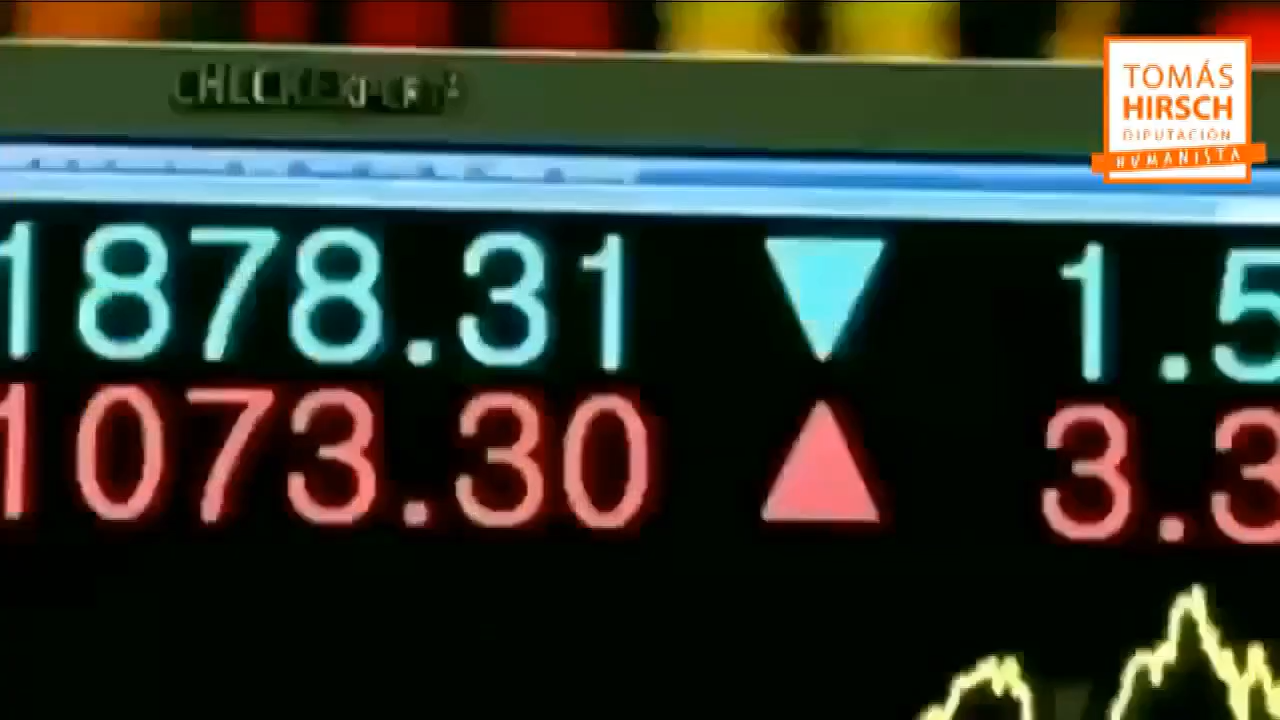 TOMÁS
HIRSCH
DIPUTACIÓN
HUMANISTA
1878.31 ▼ 1.5
1073.30 ▲ 3.3